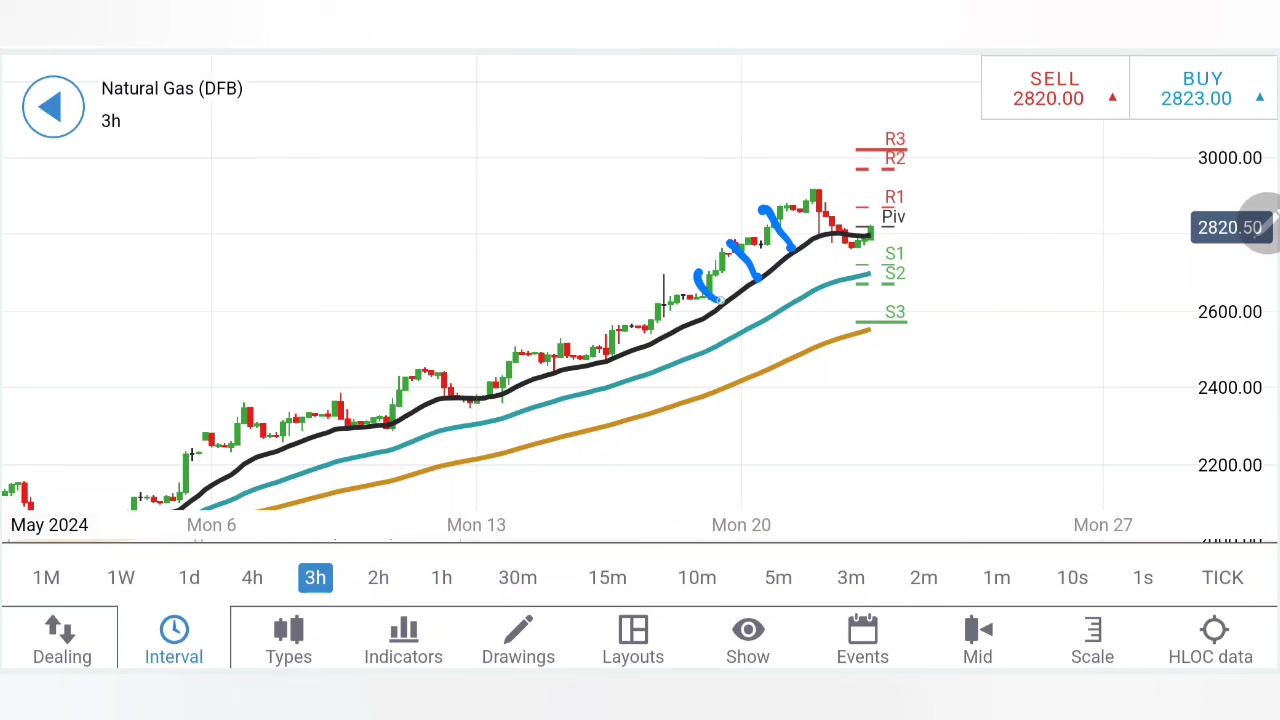 Natural Gas (DFB)
3h
SELL
2820.00
BUY
2823.00
R3
R2
R1
Piv
S1
S2
S3
3000.00
2820.50
2600.00
2400.00
2200.00
May 2024
Mon 6
Mon 13
Mon 20
Mon 27
1M 1W 1d 4h 3h 2h 1h 30m 15m 10m 5m 3m 2m 1m 10s 1s TICK
Dealing Interval Types Indicators Drawings Layouts Show Events Mid Scale HLOC data